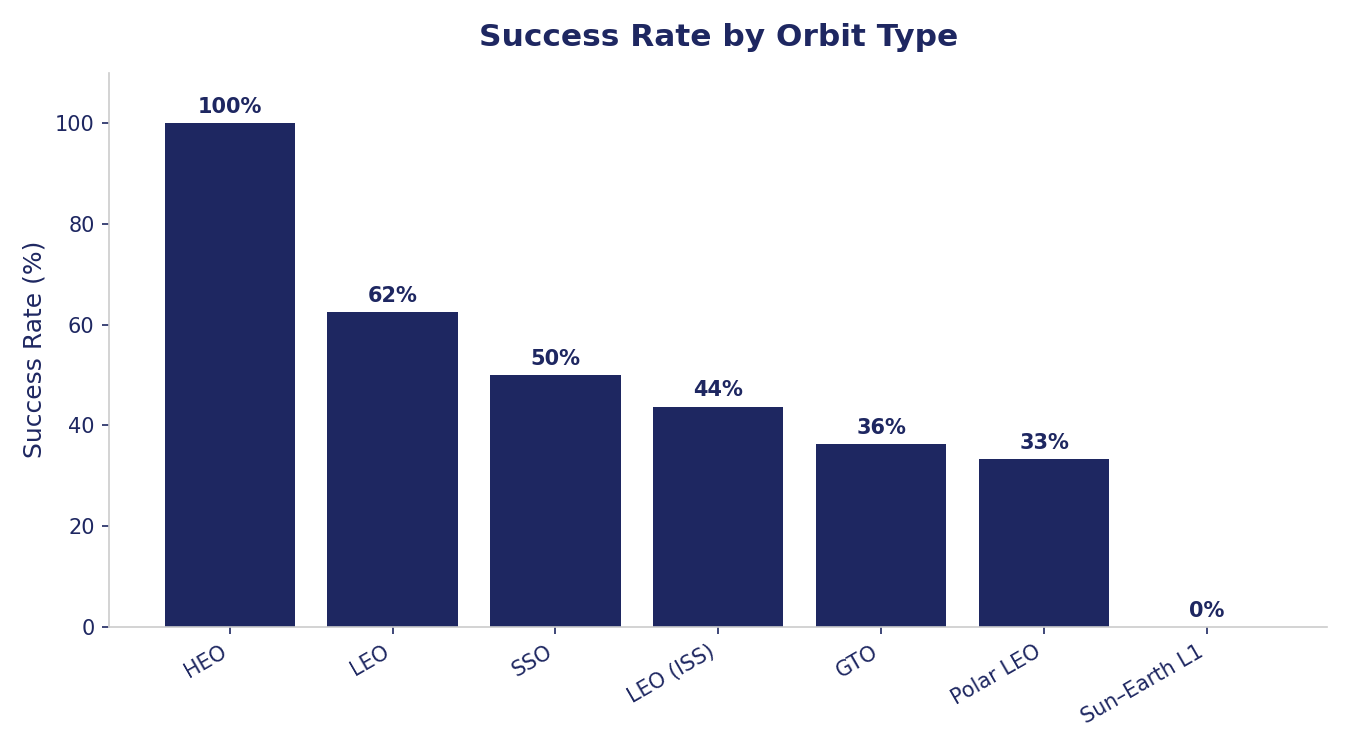 Success Rate by Orbit Type
Success Rate (%)
100
80
60
40
20
0
100%
62%
50%
44%
36%
33%
0%
HEO
LEO
SSO
LEO (ISS)
GTO
Polar LEO
Sun–Earth L1